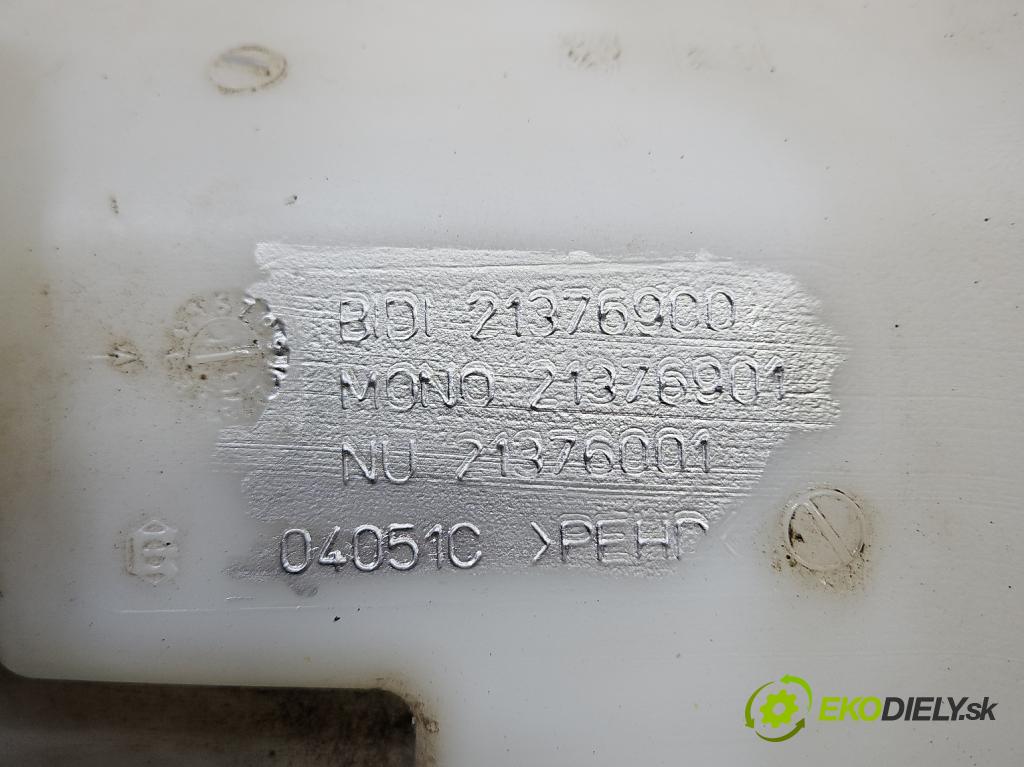 BIDI 21376900
MONO 21376901
NU 21376001
04051C >PEHD<
EKODIELY.sk